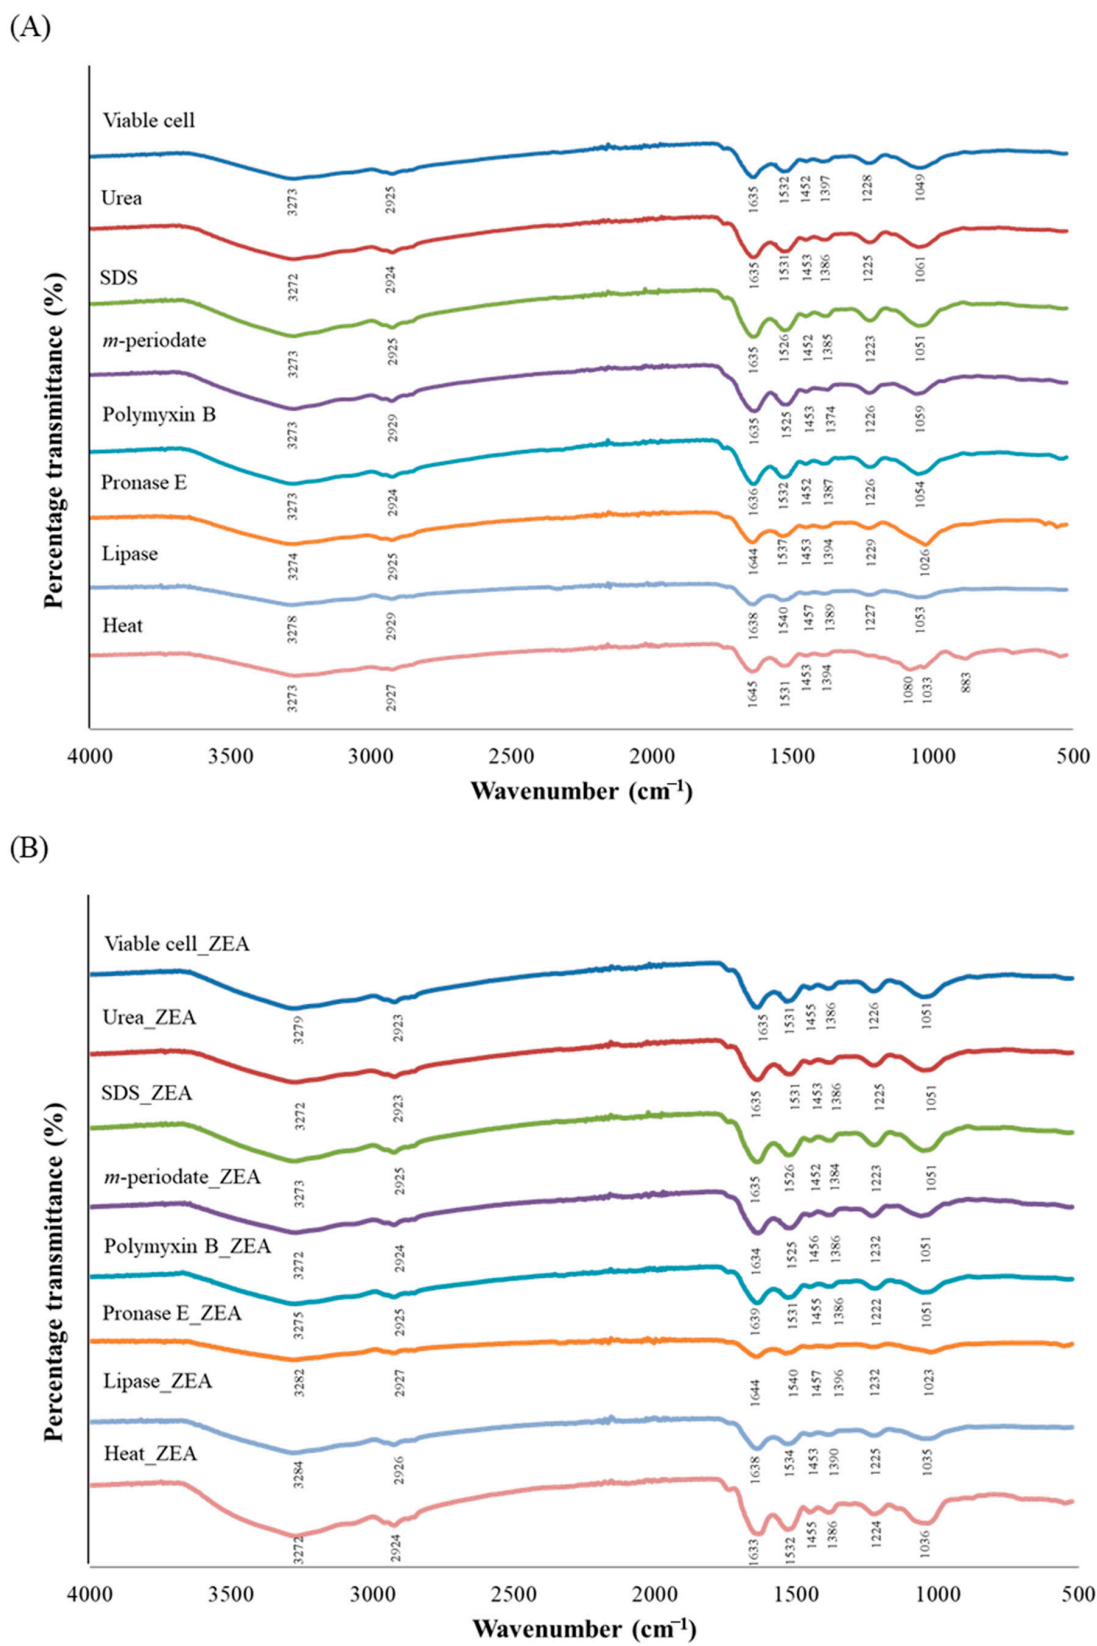 (A)
Percentage transmittance (%)
Viable cell
3273 2925 1635 1532 1452 1397 1228 1049
Urea
3272 2924 1635 1531 1453 1386 1225 1061
SDS
3273 2925 1635 1526 1452 1385 1223 1051
m-periodate
3273 2929 1635 1525 1453 1374 1226 1059
Polymyxin B
3273 2924 1636 1532 1452 1387 1226 1054
Pronase E
3274 2925 1644 1537 1453 1394 1229 1026
Lipase
3278 2929 1638 1540 1457 1389 1227 1053
Heat
3273 2927 1645 1531 1453 1394 1080 1033 883
4000 3500 3000 2500 2000 1500 1000 500
Wavenumber (cm⁻¹)
(B)
Percentage transmittance (%)
Viable cell_ZEA
3279 2923 1635 1531 1455 1386 1226 1051
Urea_ZEA
3272 2923 1635 1531 1453 1386 1225 1051
SDS_ZEA
3273 2925 1635 1526 1452 1384 1223 1051
m-periodate_ZEA
3272 2924 1634 1525 1456 1386 1232 1051
Polymyxin B_ZEA
3275 2925 1639 1531 1455 1386 1222 1051
Pronase E_ZEA
3282 2927 1644 1540 1457 1396 1232 1023
Lipase_ZEA
3284 2926 1638 1534 1453 1390 1225 1035
Heat_ZEA
3272 2924 1633 1532 1455 1386 1224 1036
4000 3500 3000 2500 2000 1500 1000 500
Wavenumber (cm⁻¹)